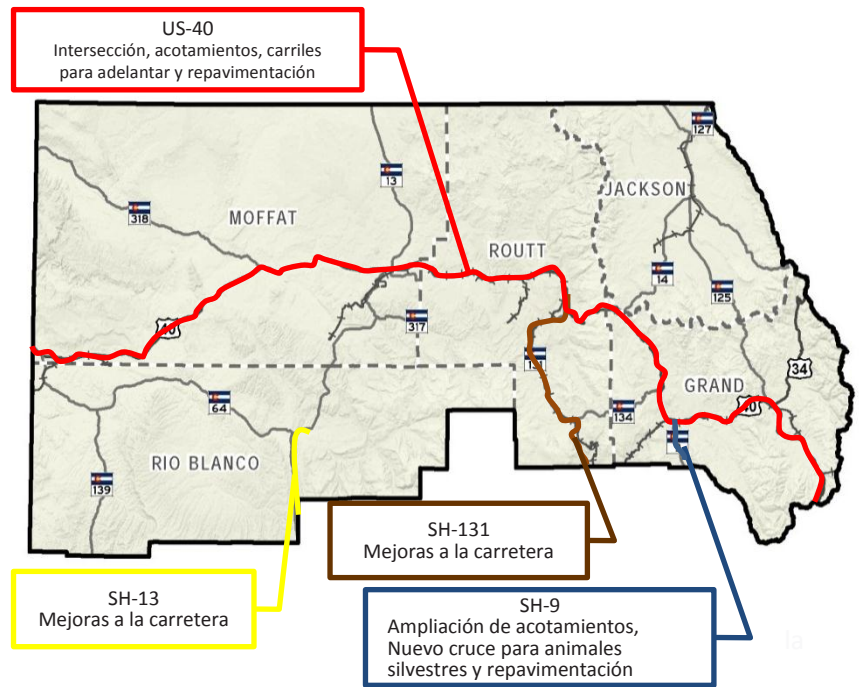 US-40
Intersección, acotamientos, carriles
para adelantar y repavimentación
127
13
JACKSON
318
MOFFAT
ROUTT
14
125
317
40
34
GRAND
64
134
40
RIO BLANCO
139
SH-131
Mejoras a la carretera
SH-13
Mejoras a la carretera
SH-9
Ampliación de acotamientos,
Nuevo cruce para animales
silvestres y repavimentación
la